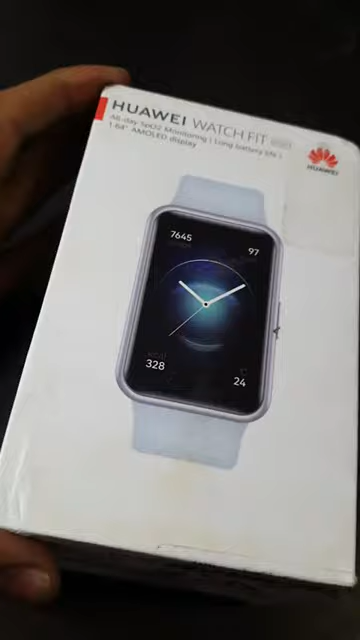 HUAWEI WATCH FIT new
All-day SpO2 Monitoring | Long battery life |
1.64" AMOLED display
HUAWEI
7645
97
328
24